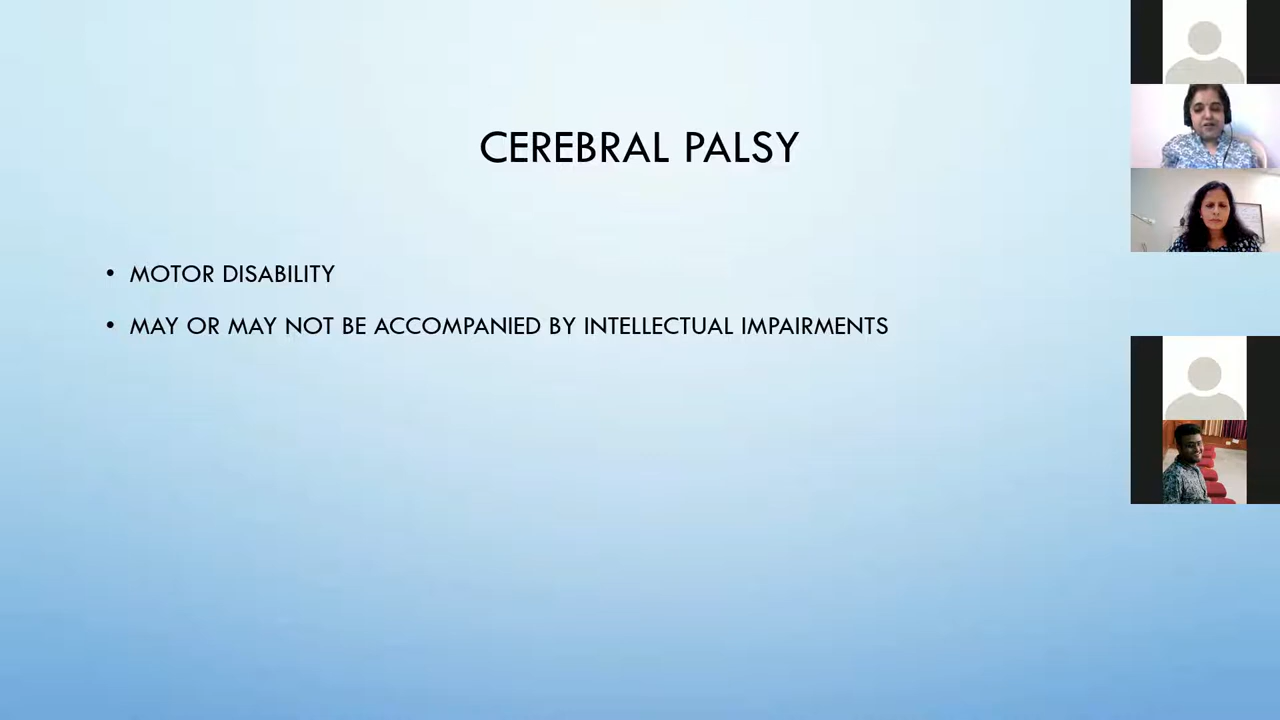 CEREBRAL PALSY
• MOTOR DISABILITY
• MAY OR MAY NOT BE ACCOMPANIED BY INTELLECTUAL IMPAIRMENTS